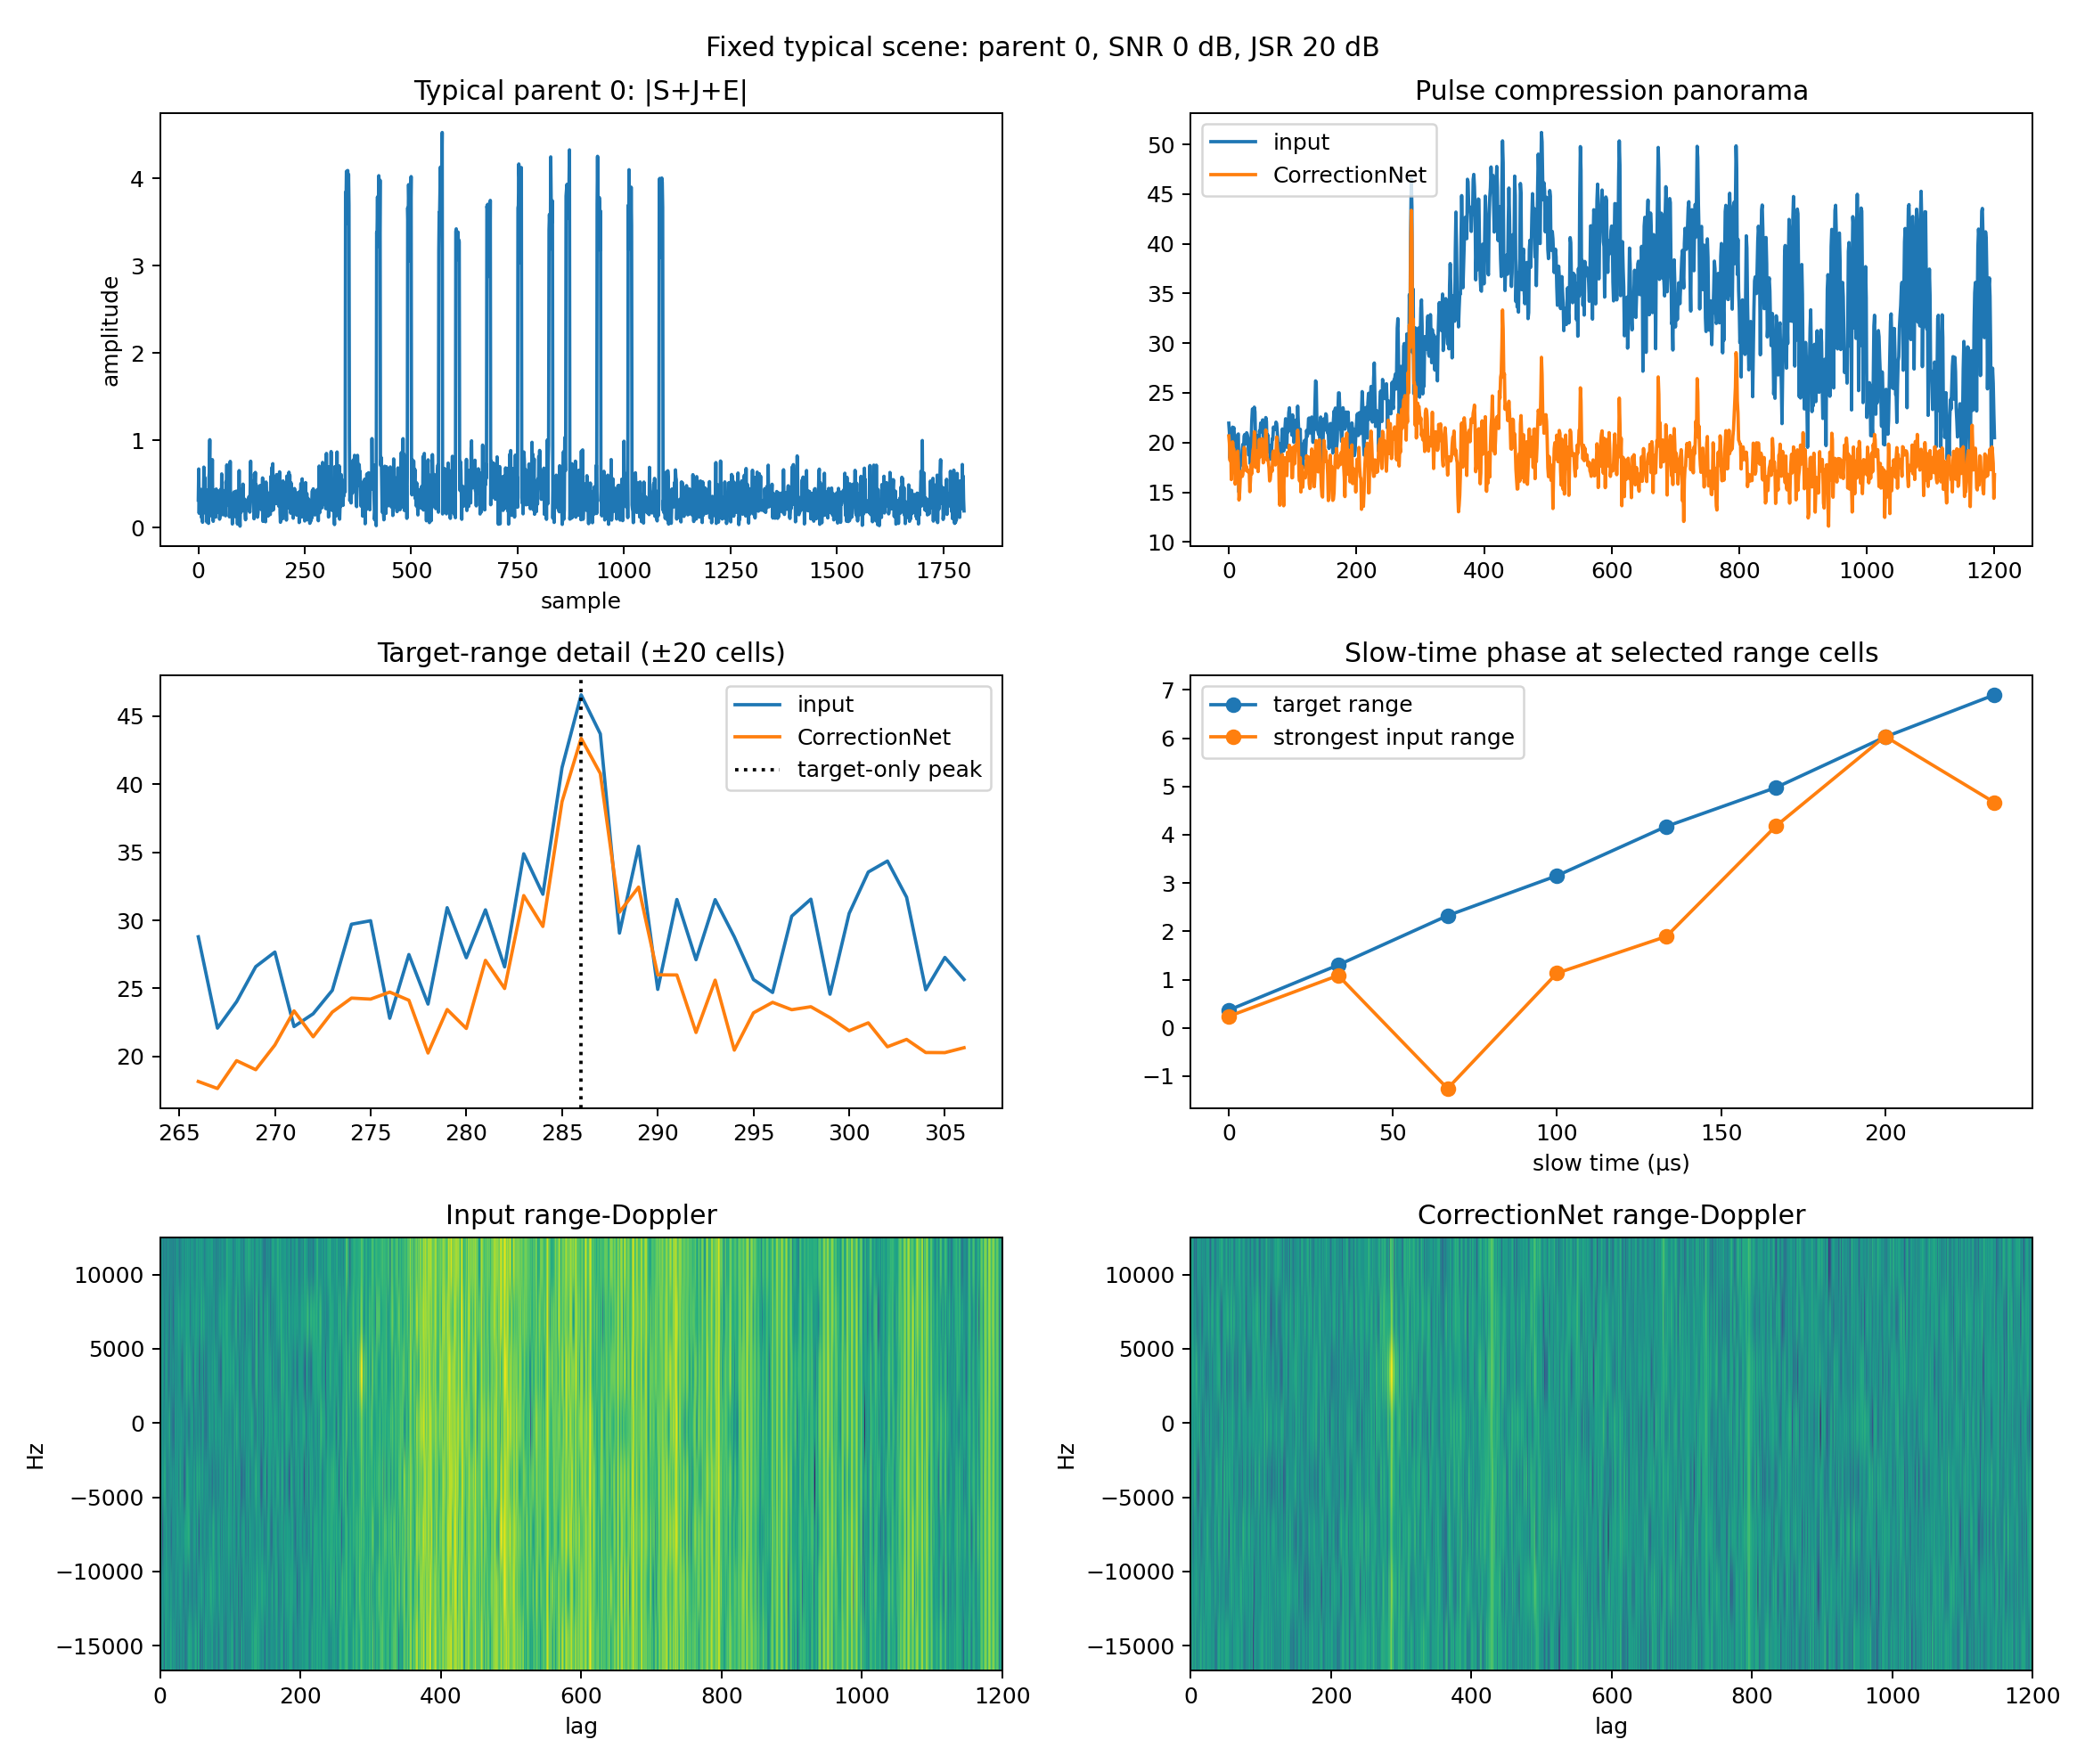 Fixed typical scene: parent 0, SNR 0 dB, JSR 20 dB
Typical parent 0: |S+J+E|
amplitude
4
3
2
1
0
0 250 500 750 1000 1250 1500 1750
sample
Pulse compression panorama
input
CorrectionNet
50
45
40
35
30
25
20
15
10
0 200 400 600 800 1000 1200
Target-range detail (±20 cells)
input
CorrectionNet
target-only peak
45
40
35
30
25
20
265 270 275 280 285 290 295 300 305
Slow-time phase at selected range cells
target range
strongest input range
7
6
5
4
3
2
1
0
−1
0 50 100 150 200
slow time (µs)
Input range-Doppler
Hz
10000
5000
0
−5000
−10000
−15000
0 200 400 600 800 1000 1200
lag
CorrectionNet range-Doppler
Hz
10000
5000
0
−5000
−10000
−15000
0 200 400 600 800 1000 1200
lag